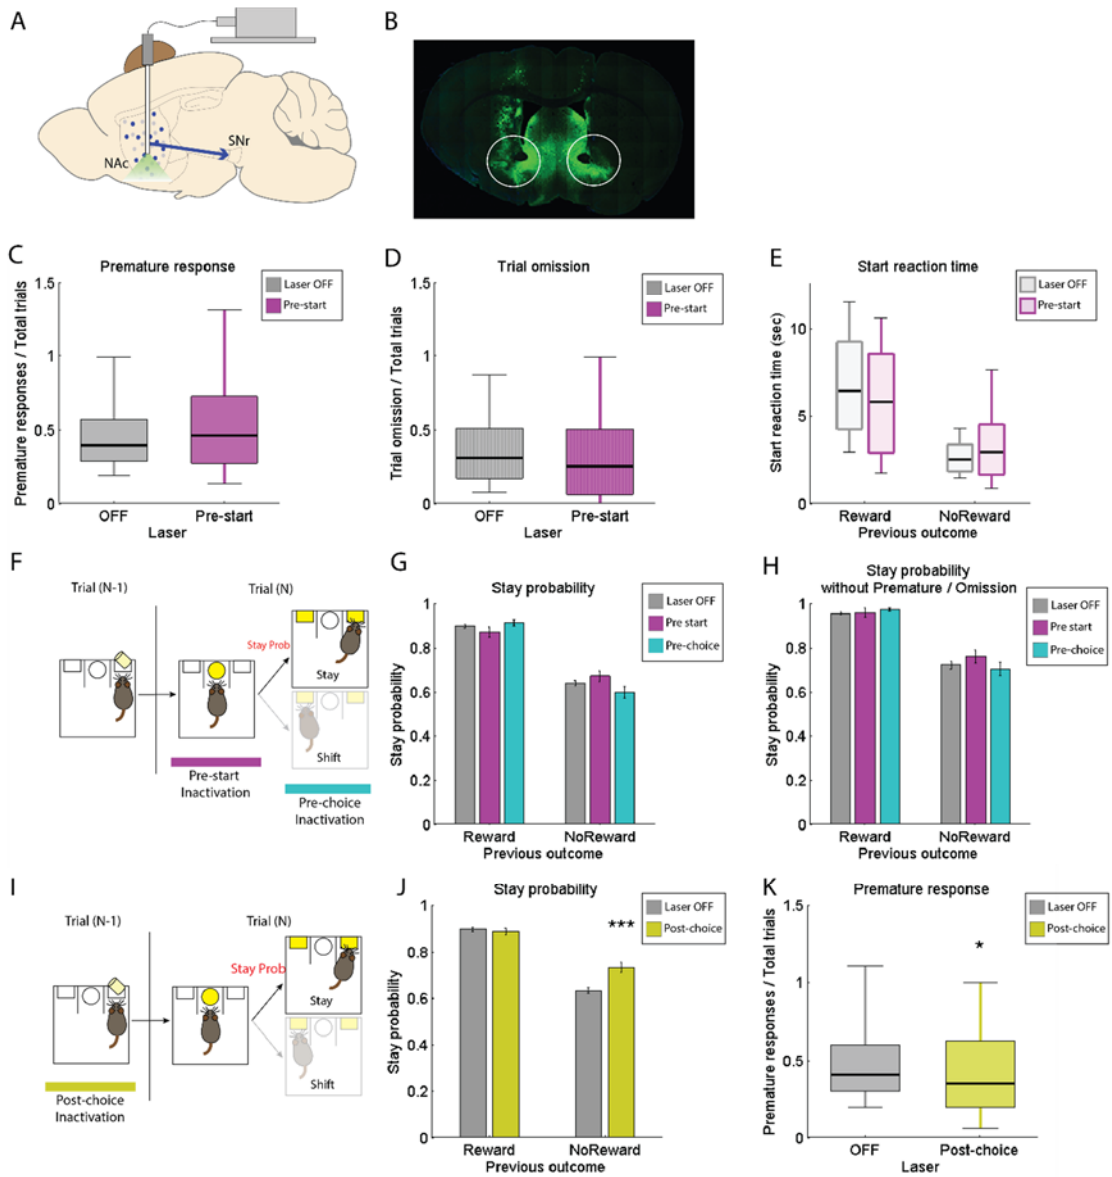 A
NAc
SNr
B
C
Premature response
Premature responses / Total trials
1.5
1
0.5
0
OFF
Pre-start
Laser
Laser OFF
Pre-start
D
Trial omission
Trial omission / Total trials
1.5
1
0.5
0
OFF
Pre-start
Laser
Laser OFF
Pre-start
E
Start reaction time
Start reaction time (sec)
10
5
0
Reward
NoReward
Previous outcome
Laser OFF
Pre-start
F
Trial (N-1)
Trial (N)
Stay Prob
Stay
Shift
Pre-start
Inactivation
Pre-choice
Inactivation
G
Stay probability
Stay probability
1
0.8
0.6
0.4
0.2
0
Reward
NoReward
Previous outcome
Laser OFF
Pre start
Pre-choice
H
Stay probability
without Premature / Omission
Stay probability
1
0.8
0.6
0.4
0.2
0
Reward
NoReward
Previous outcome
Laser OFF
Pre start
Pre-choice
I
Trial (N-1)
Trial (N)
Stay Prob
Stay
Shift
Post-choice
Inactivation
J
Stay probability
Stay probability
1
0.8
0.6
0.4
0.2
0
***
Reward
NoReward
Previous outcome
Laser OFF
Post-choice
K
Premature response
Premature responses / Total trials
1.5
1
0.5
0
*
OFF
Post-choice
Laser
Laser OFF
Post-choice